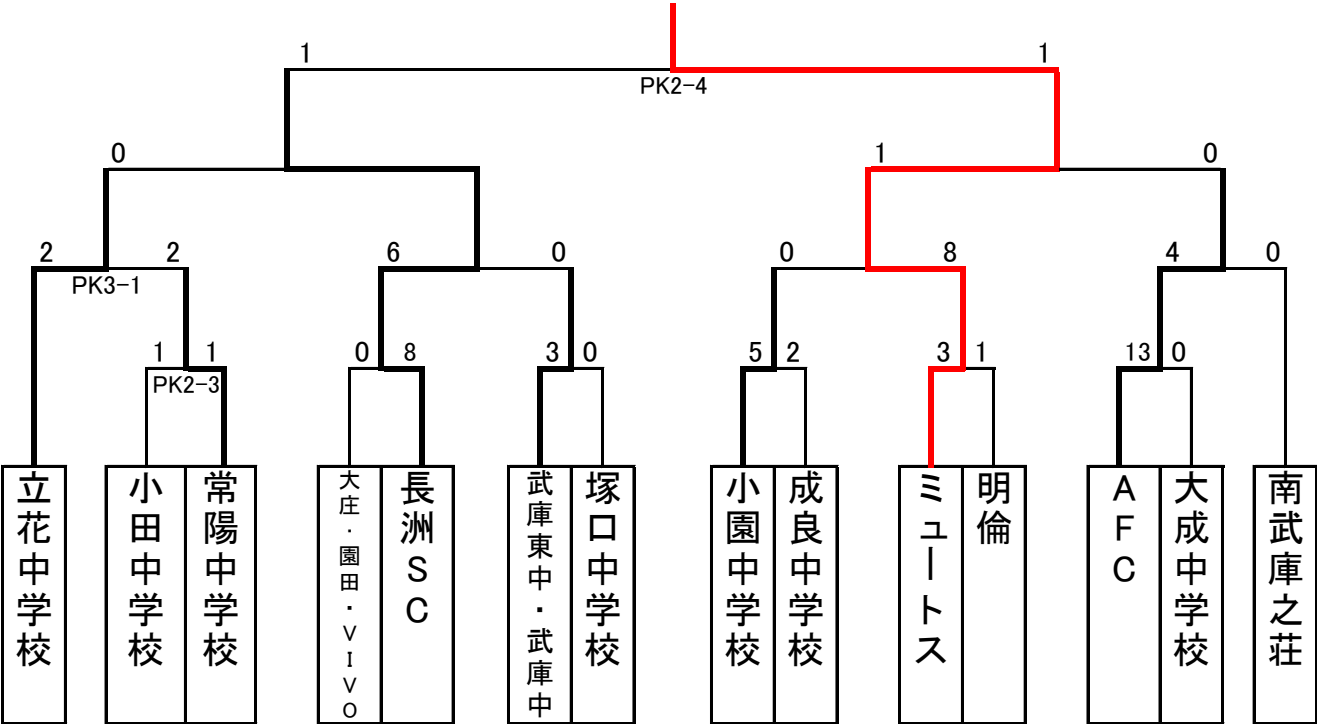 1 1
PK2-4
0 1 0
2 2 6 0 0 8 4 0
PK3-1
1 1 0 8 3 0 5 2 3 1 13 0
PK2-3
立花中学校
小田中学校
常陽中学校
大庄・園田・VIVO
長洲SC
武庫東中・武庫中
塚口中学校
小園中学校
成良中学校
ミュートス
明倫
AFC
大成中学校
南武庫之荘